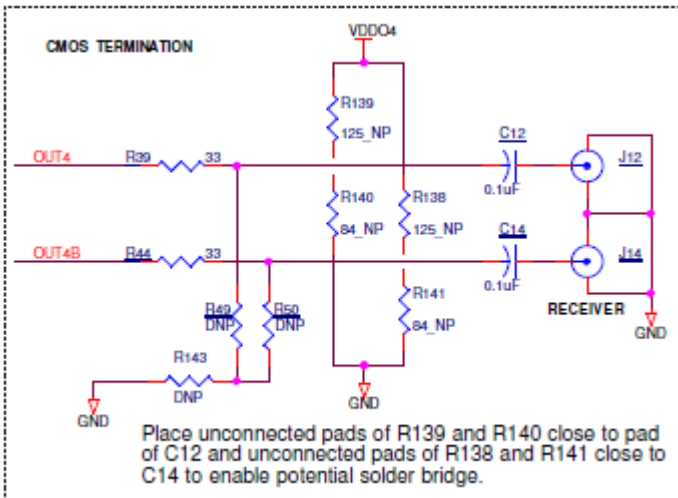 VDDO4
CMOS TERMINATION
R139
125_NP
OUT4
R39
33
C12
0.1uF
J12
R140
84_NP
R138
125_NP
OUT4B
R44
33
C14
0.1uF
J14
RECEIVER
R49
DNP
R50
DNP
R141
84_NP
R143
DNP
GND
GND
GND
Place unconnected pads of R139 and R140 close to pad
of C12 and unconnected pads of R138 and R141 close to
C14 to enable potential solder bridge.